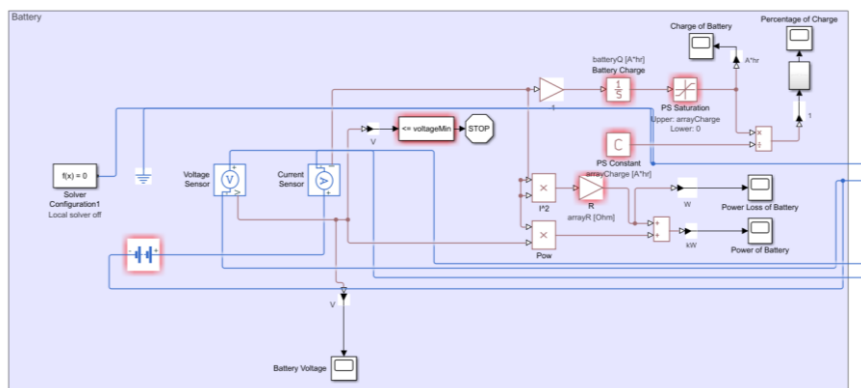 Battery
Charge of Battery
Percentage of Charge
batteryQ [A*hr]
Battery Charge
A*hr
1
S
-1
PS Saturation
Upper: arrayCharge
Lower: 0
1
<= voltageMin
STOP
V
C
×
÷
PS Constant
arrayCharge [A*hr]
f(x) = 0
Solver
Configuration1
Local solver off
Voltage
Sensor
V
V
Current
Sensor
A
×
I^2
R
arrayR [Ohm]
W
Power Loss of Battery
×
Pow
+
+
kW
Power of Battery
-
+
V
Battery Voltage